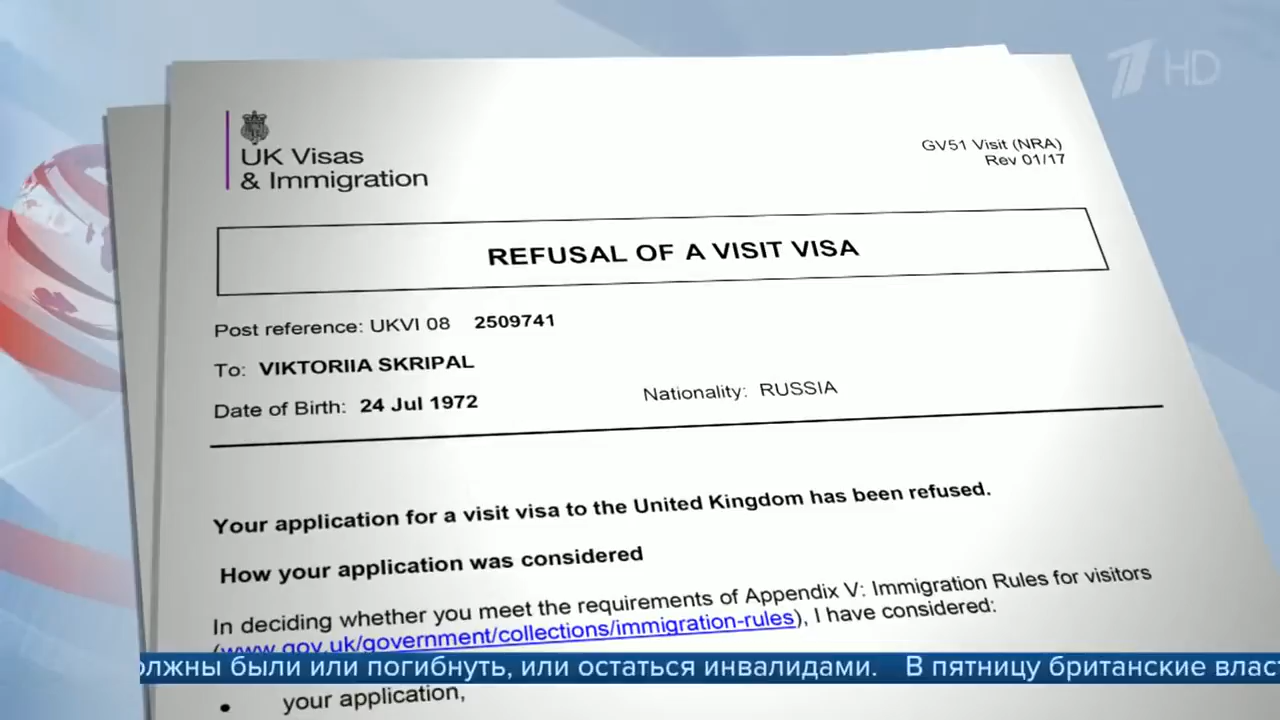 HD
UK Visas
& Immigration
GV51 Visit (NRA)
Rev 01/17
REFUSAL OF A VISIT VISA
Post reference: UKVI 08 2509741
To: VIKTORIIA SKRIPAL
Date of Birth: 24 Jul 1972 Nationality: RUSSIA
Your application for a visit visa to the United Kingdom has been refused.
How your application was considered
In deciding whether you meet the requirements of Appendix V: Immigration Rules for visitors
(www.gov.uk/government/collections/immigration-rules), I have considered:
олжны были или погибнуть, или остаться инвалидами. В пятницу британские влас
• your application,